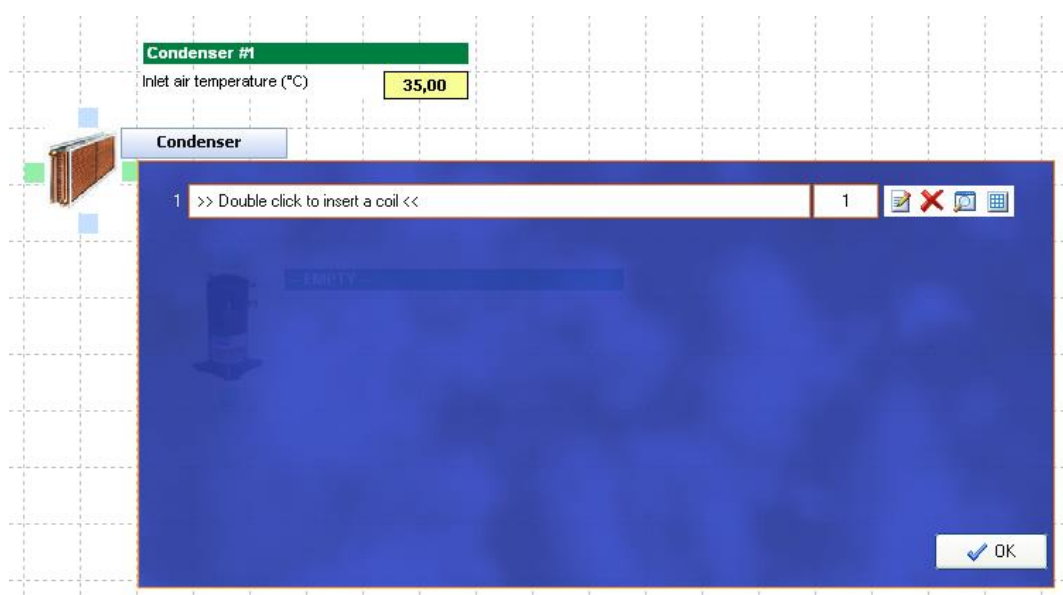 Condenser #1
Inlet air temperature (°C) 35,00
Condenser
1 >> Double click to insert a coil << 1
-- EMPTY --
OK